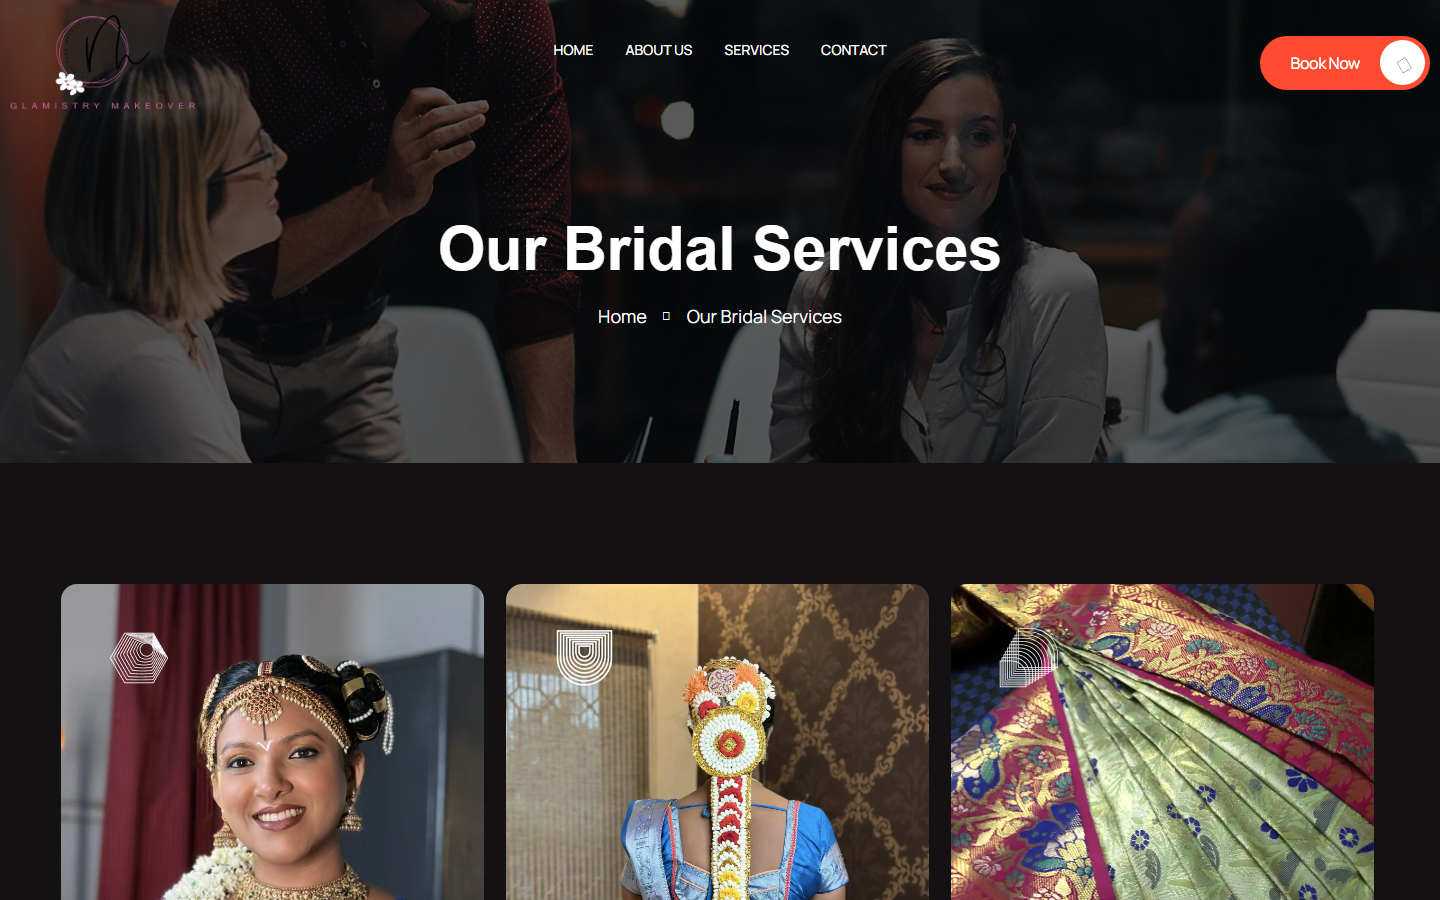 GLAMISTRY MAKEOVER
HOME ABOUT US SERVICES CONTACT
Book Now
Our Bridal Services
Home Our Bridal Services